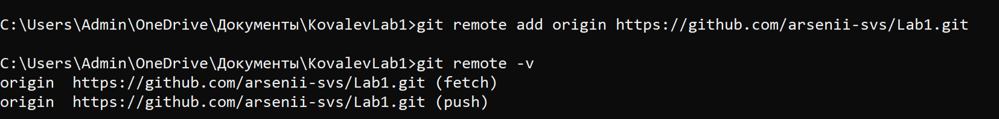 C:\Users\Admin\OneDrive\Документы\KovalevLab1>git remote add origin https://github.com/arsenii-svs/Lab1.git
C:\Users\Admin\OneDrive\Документы\KovalevLab1>git remote -v
origin  https://github.com/arsenii-svs/Lab1.git (fetch)
origin  https://github.com/arsenii-svs/Lab1.git (push)